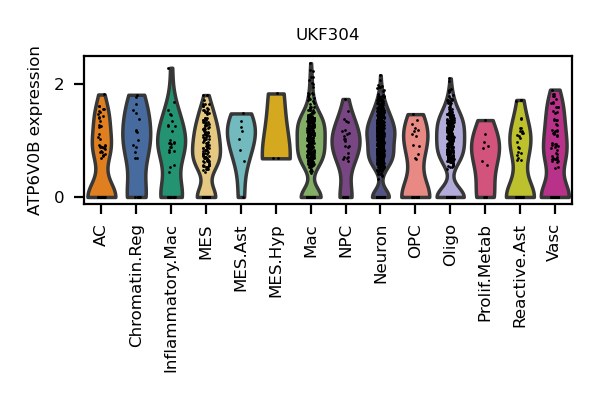 UKF304
ATP6V0B expression
2
0
AC
Chromatin.Reg
Inflammatory.Mac
MES
MES.Ast
MES.Hyp
Mac
NPC
Neuron
OPC
Oligo
Prolif.Metab
Reactive.Ast
Vasc